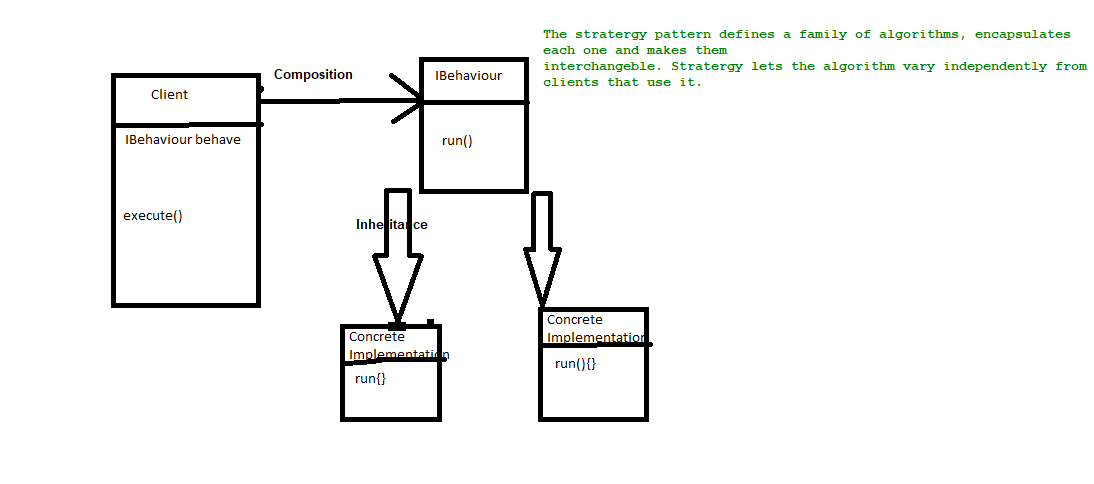 The stratergy pattern defines a family of algorithms, encapsulates
each one and makes them
interchangeble. Stratergy lets the algorithm vary independently from
clients that use it.
Composition
Client
IBehaviour behave
execute()
IBehaviour
run()
Inheritance
Concrete
Implementation
run{}
Concrete
Implementation
run(){}